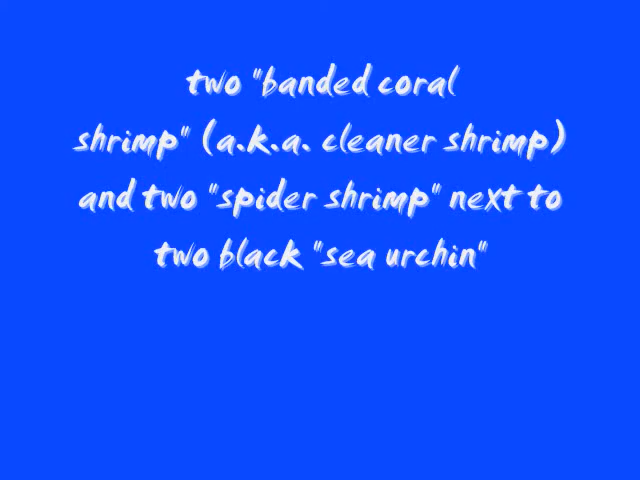 two "banded coral
shrimp" (a.k.a. cleaner shrimp)
and two "spider shrimp" next to
two black "sea urchin"